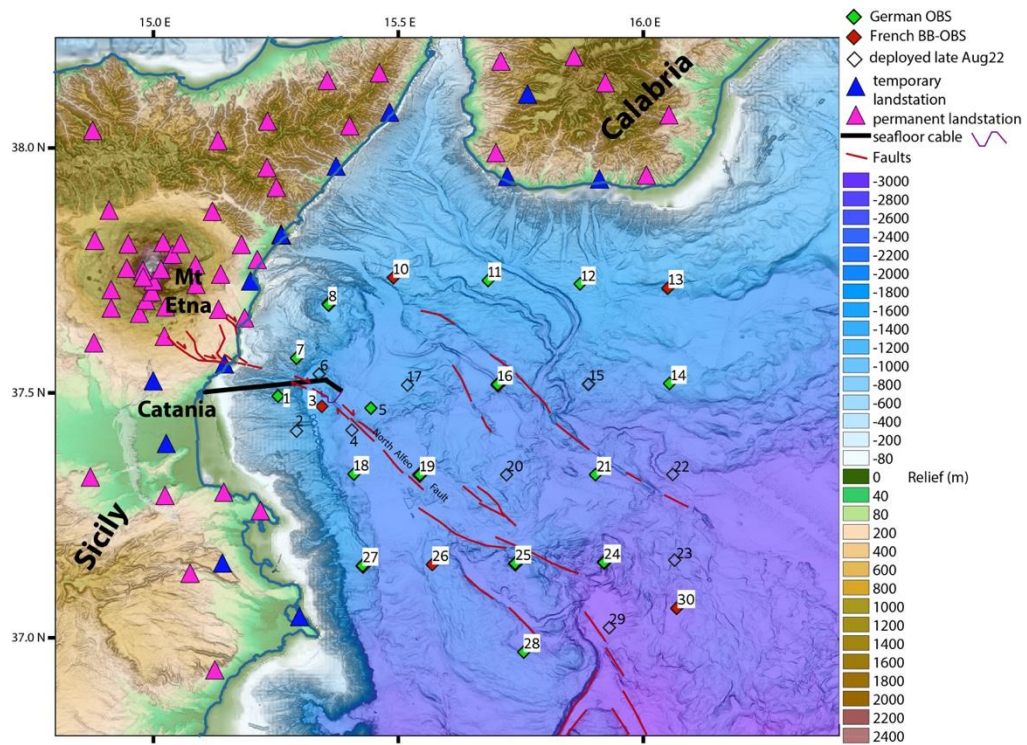 15.0 E
15.5 E
16.0 E
38.0 N
37.5 N
37.0 N
German OBS
French BB-OBS
deployed late Aug22
temporary
landstation
permanent landstation
seafloor cable
Faults
-3000
-2800
-2600
-2400
-2200
-2000
-1800
-1600
-1400
-1200
-1000
-800
-600
-400
-200
-80
0 Relief (m)
40
80
200
400
600
800
1000
1200
1400
1600
1800
2000
2200
2400
Calabria
Mt
Etna
Catania
Sicily
North Alfeo
Fault
10
11
12
13
8
7
6
17
16
15
14
1
3
5
2
4
18
19
20
21
22
27
26
25
24
23
30
29
28